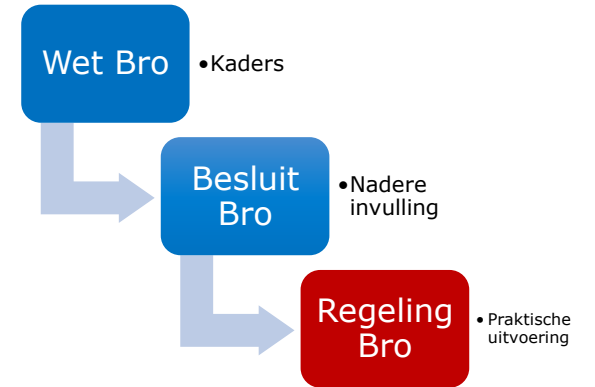 Wet Bro
•Kaders
Besluit
Bro
•Nadere
invulling
Regeling
Bro
•Praktische
uitvoering